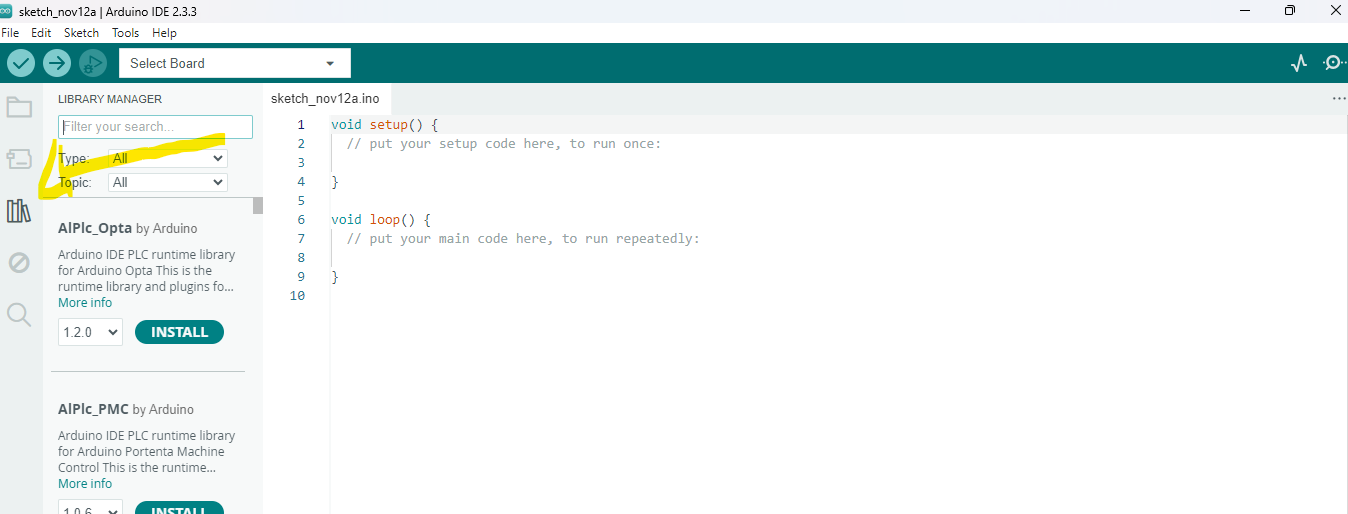 sketch_nov12a | Arduino IDE 2.3.3
File Edit Sketch Tools Help
Select Board
LIBRARY MANAGER
sketch_nov12a.ino
Filter your search...
Type: All
Topic: All
AlPlc_Opta by Arduino
Arduino IDE PLC runtime library
for Arduino Opta This is the
runtime library and plugins fo...
More info
1.2.0 INSTALL
AlPlc_PMC by Arduino
Arduino IDE PLC runtime library
for Arduino Portenta Machine
Control This is the runtime...
More info
1.0.6 INSTALL
1 void setup() {
2 // put your setup code here, to run once:
3
4 }
5
6 void loop() {
7 // put your main code here, to run repeatedly:
8
9 }
10